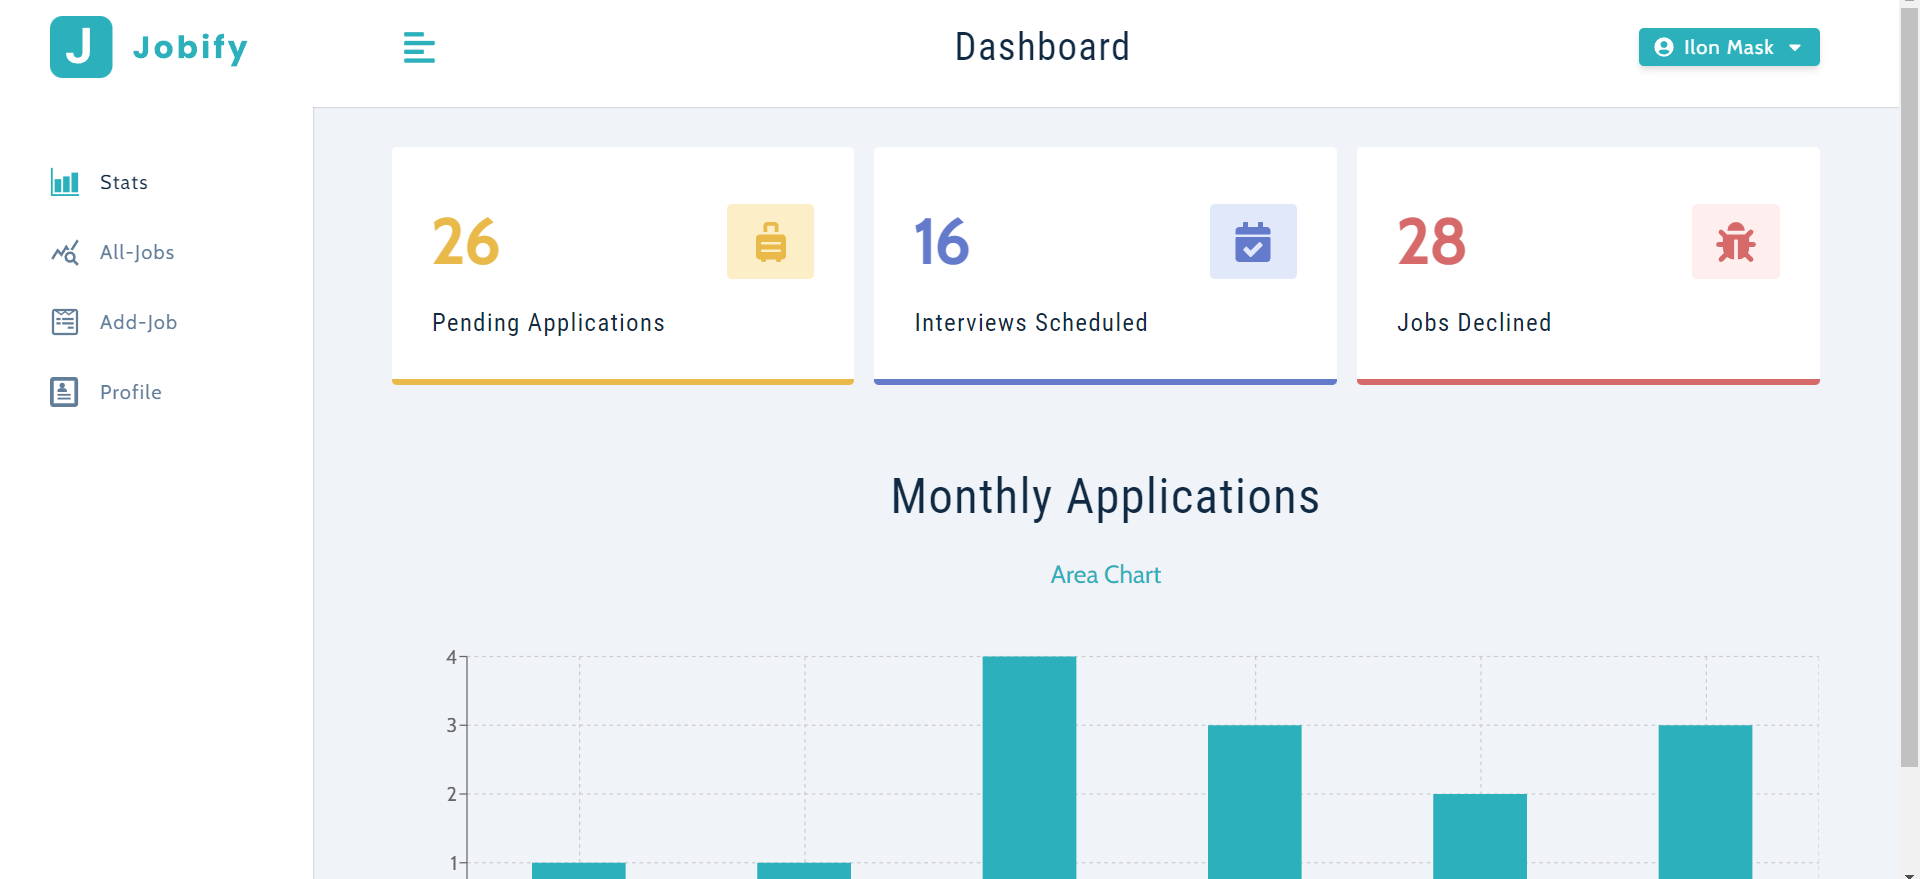 J Jobify
Dashboard
Ilon Mask
Stats
All-Jobs
Add-Job
Profile
26
Pending Applications
16
Interviews Scheduled
28
Jobs Declined
Monthly Applications
Area Chart
4
3
2
1